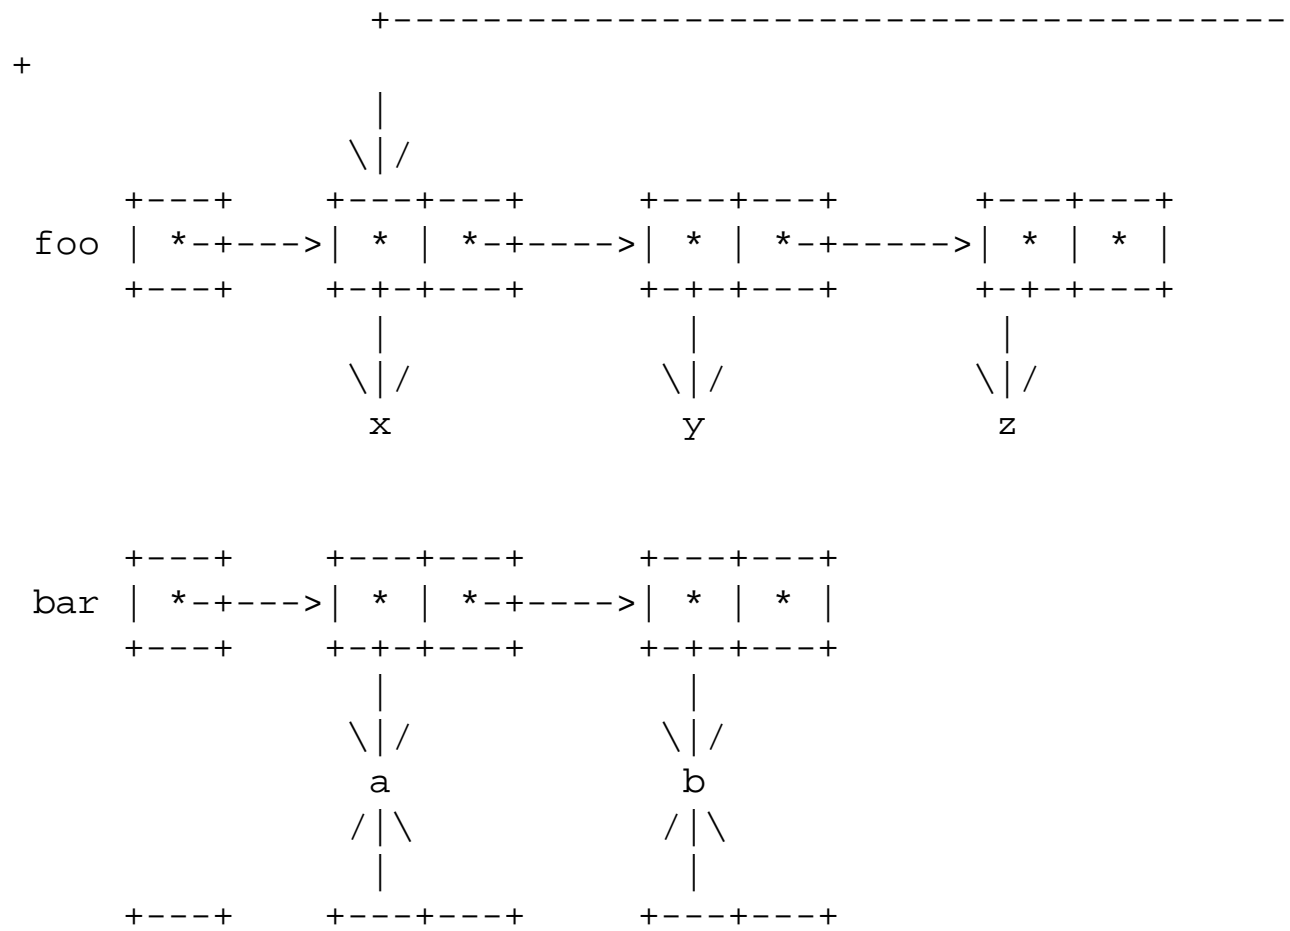 +----------------------------------------
+
                |
               \|/
     +---+    +---+---+     +---+---+      +---+---+
 foo | *-+--->| * | *-+---->| * | *-+----->| * | * |
     +---+    +-+-+---+     +-+-+---+      +-+-+---+
                |             |             |
               \|/           \|/           \|/
                x             y             z

     +---+    +---+---+     +---+---+
 bar | *-+--->| * | *-+---->| * | * |
     +---+    +-+-+---+     +-+-+---+
                |             |
               \|/           \|/
                a             b
               /|\           /|\
                |             |
     +---+    +---+---+     +---+---+